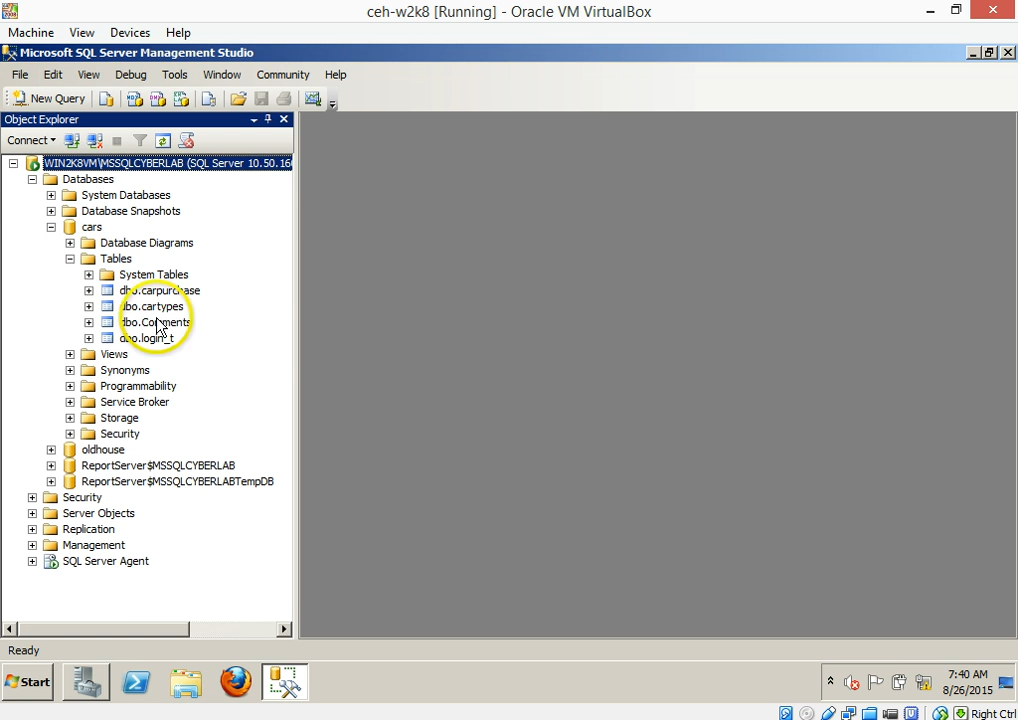 ceh-w2k8 [Running] - Oracle VM VirtualBox
Machine View Devices Help
Microsoft SQL Server Management Studio
File Edit View Debug Tools Window Community Help
New Query
Object Explorer
Connect
WIN2K8VM\MSSQLCYBERLAB (SQL Server 10.50.16
Databases
System Databases
Database Snapshots
cars
Database Diagrams
Tables
System Tables
dbo.carpurchase
dbo.cartypes
dbo.Comments
dbo.login_t
Views
Synonyms
Programmability
Service Broker
Storage
Security
oldhouse
ReportServer$MSSQLCYBERLAB
ReportServer$MSSQLCYBERLABTempDB
Security
Server Objects
Replication
Management
SQL Server Agent
Ready
Start
7:40 AM
8/26/2015
Right Ctrl